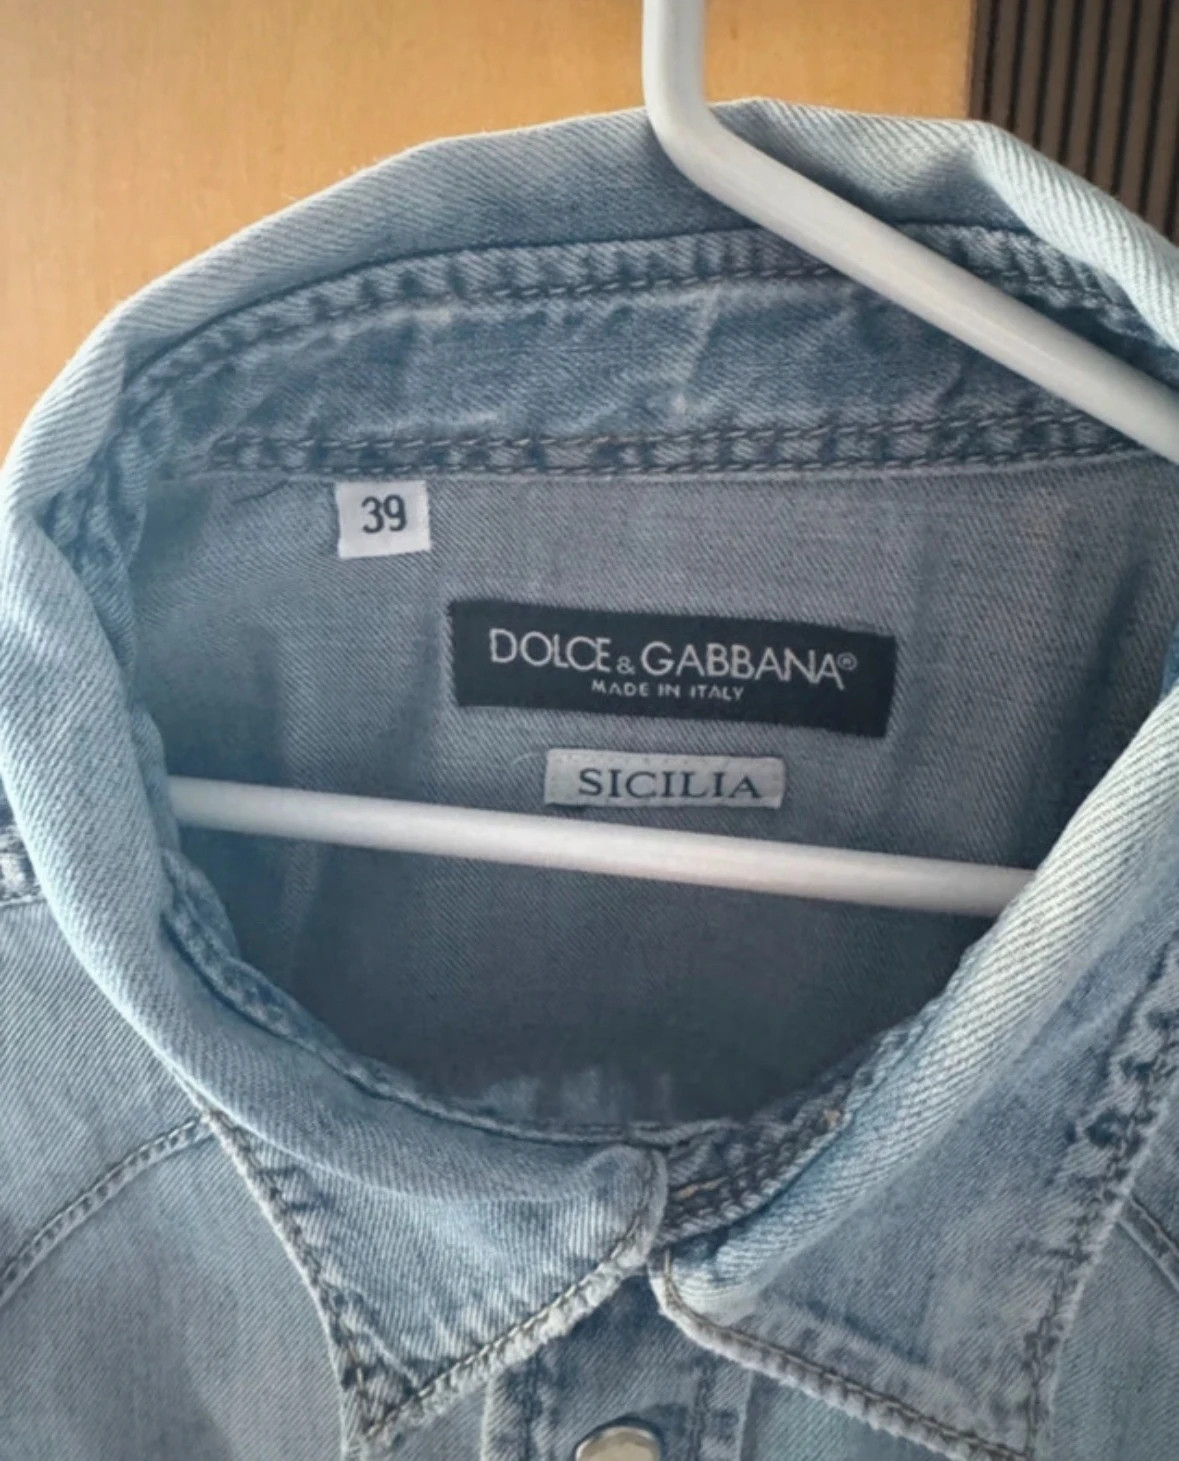 39
DOLCE & GABBANA®
MADE IN ITALY
SICILIA